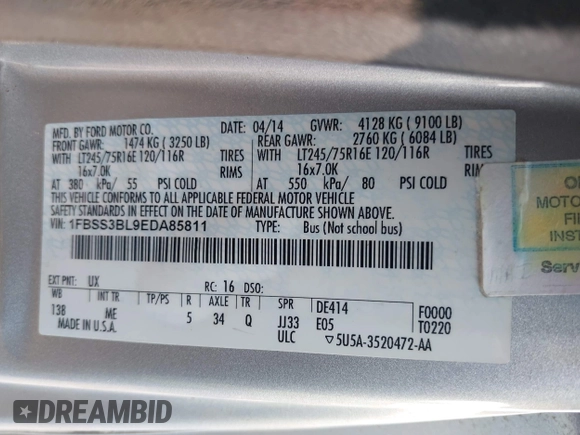 MFD. BY FORD MOTOR CO.
DATE: 04/14 GVWR: 4128 KG ( 9100 LB)
FRONT GAWR: 1474 KG ( 3250 LB)
REAR GAWR: 2760 KG ( 6084 LB)
WITH LT245/75R16E 120/116R TIRES
WITH LT245/75R16E 120/116R TIRES
16x7.0K RIMS
16x7.0K RIMS
AT 380 kPa/ 55 PSI COLD
AT 550 kPa/ 80 PSI COLD
THIS VEHICLE CONFORMS TO ALL APPLICABLE FEDERAL MOTOR VEHICLE
SAFETY STANDARDS IN EFFECT ON THE DATE OF MANUFACTURE SHOWN ABOVE.
VIN: 1FBSS3BL9EDA85811 TYPE: Bus (Not school bus)
EXT PNT: UX RC: 16 DSO:
WB INT TR TP/PS R AXLE TR SPR DE414 F0000
138 ME 5 34 Q JJ33 E05 T0220
MADE IN U.S.A. ULC ▽5U5A-3520472-AA
MOTO
FI
INST
Serv
DREAMBID